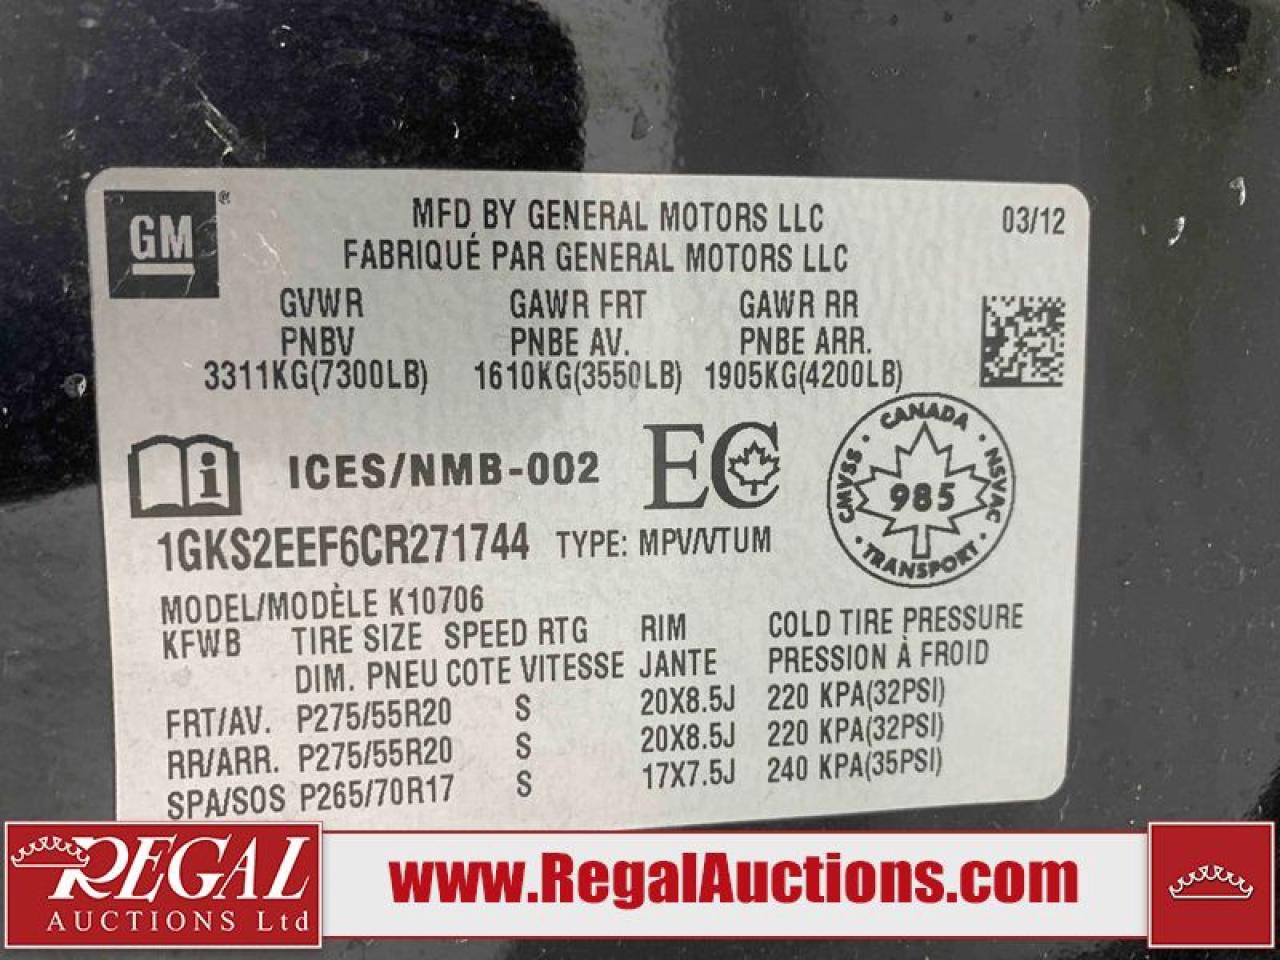 GM®
MFD BY GENERAL MOTORS LLC 03/12
FABRIQUÉ PAR GENERAL MOTORS LLC
GVWR GAWR FRT GAWR RR
PNBV PNBE AV. PNBE ARR.
3311KG(7300LB) 1610KG(3550LB) 1905KG(4200LB)
i ICES/NMB-002 EC
CANADA
CMVSS 985 NSVAC
TRANSPORT
1GKS2EEF6CR271744 TYPE: MPV/VTUM
MODEL/MODÈLE K10706
KFWB TIRE SIZE SPEED RTG RIM COLD TIRE PRESSURE
DIM. PNEU COTE VITESSE JANTE PRESSION À FROID
FRT/AV. P275/55R20 S 20X8.5J 220 KPA(32PSI)
RR/ARR. P275/55R20 S 20X8.5J 220 KPA(32PSI)
SPA/SOS P265/70R17 S 17X7.5J 240 KPA(35PSI)
REGAL
AUCTIONS Ltd
www.RegalAuctions.com